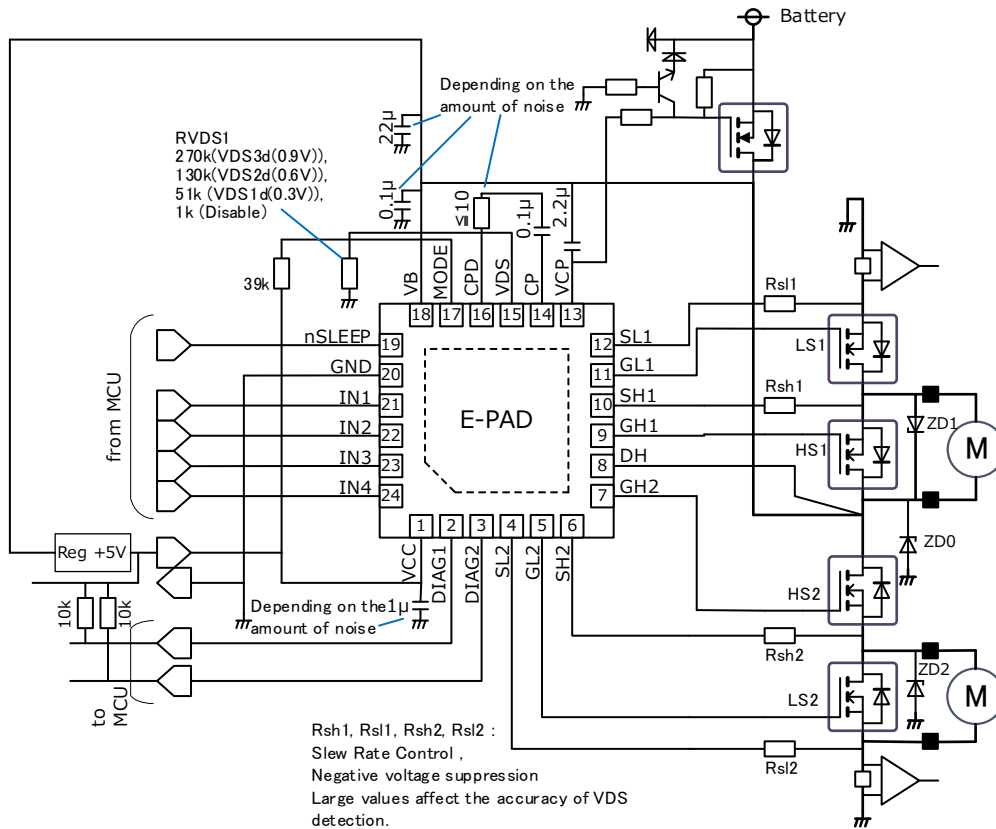 Battery
Depending on the
amount of noise
22μ
RVDS1
270k(VDS3d(0.9V)),
130k(VDS2d(0.6V)),
51k (VDS1d(0.3V)),
1k (Disable)
0.1μ
≦10
0.1μ
2.2μ
39k
VB
MODE
CPD
VDS
CP
VCP
18
17
16
15
14
13
from MCU
nSLEEP
19
GND
20
IN1
21
IN2
22
IN3
23
IN4
24
E-PAD
12
SL1
11
GL1
10
SH1
9
GH1
8
DH
7
GH2
Rsl1
LS1
Rsh1
ZD1
M
HS1
ZD0
HS2
Rsh2
ZD2
M
LS2
Rsl2
1
2
3
4
5
6
VCC
DIAG1
DIAG2
SL2
GL2
SH2
Reg +5V
10k
10k
Depending on the
amount of noise
1μ
to
MCU
Rsh1, Rsl1, Rsh2, Rsl2 :
Slew Rate Control ,
Negative voltage suppression
Large values affect the accuracy of VDS
detection.